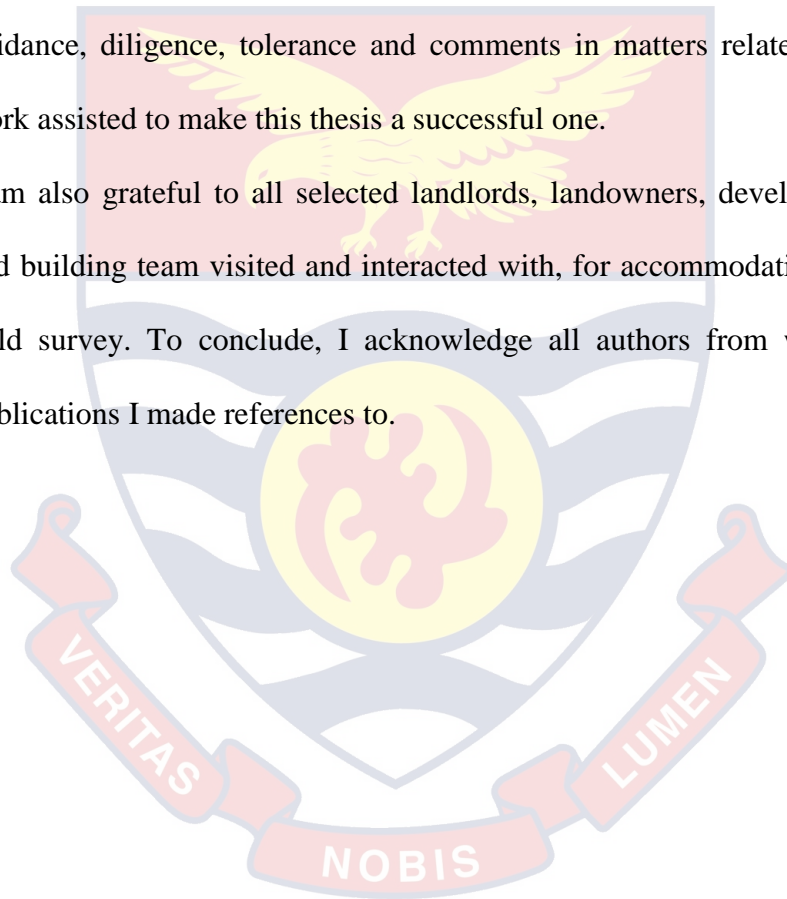 idance, diligence, tolerance and comments in matters relate
rk assisted to make this thesis a successful one.
am also grateful to all selected landlords, landowners, devel
d building team visited and interacted with, for accommodati
ld survey. To conclude, I acknowledge all authors from
blications I made references to.
VERITAS
NOBIS
LUMEN